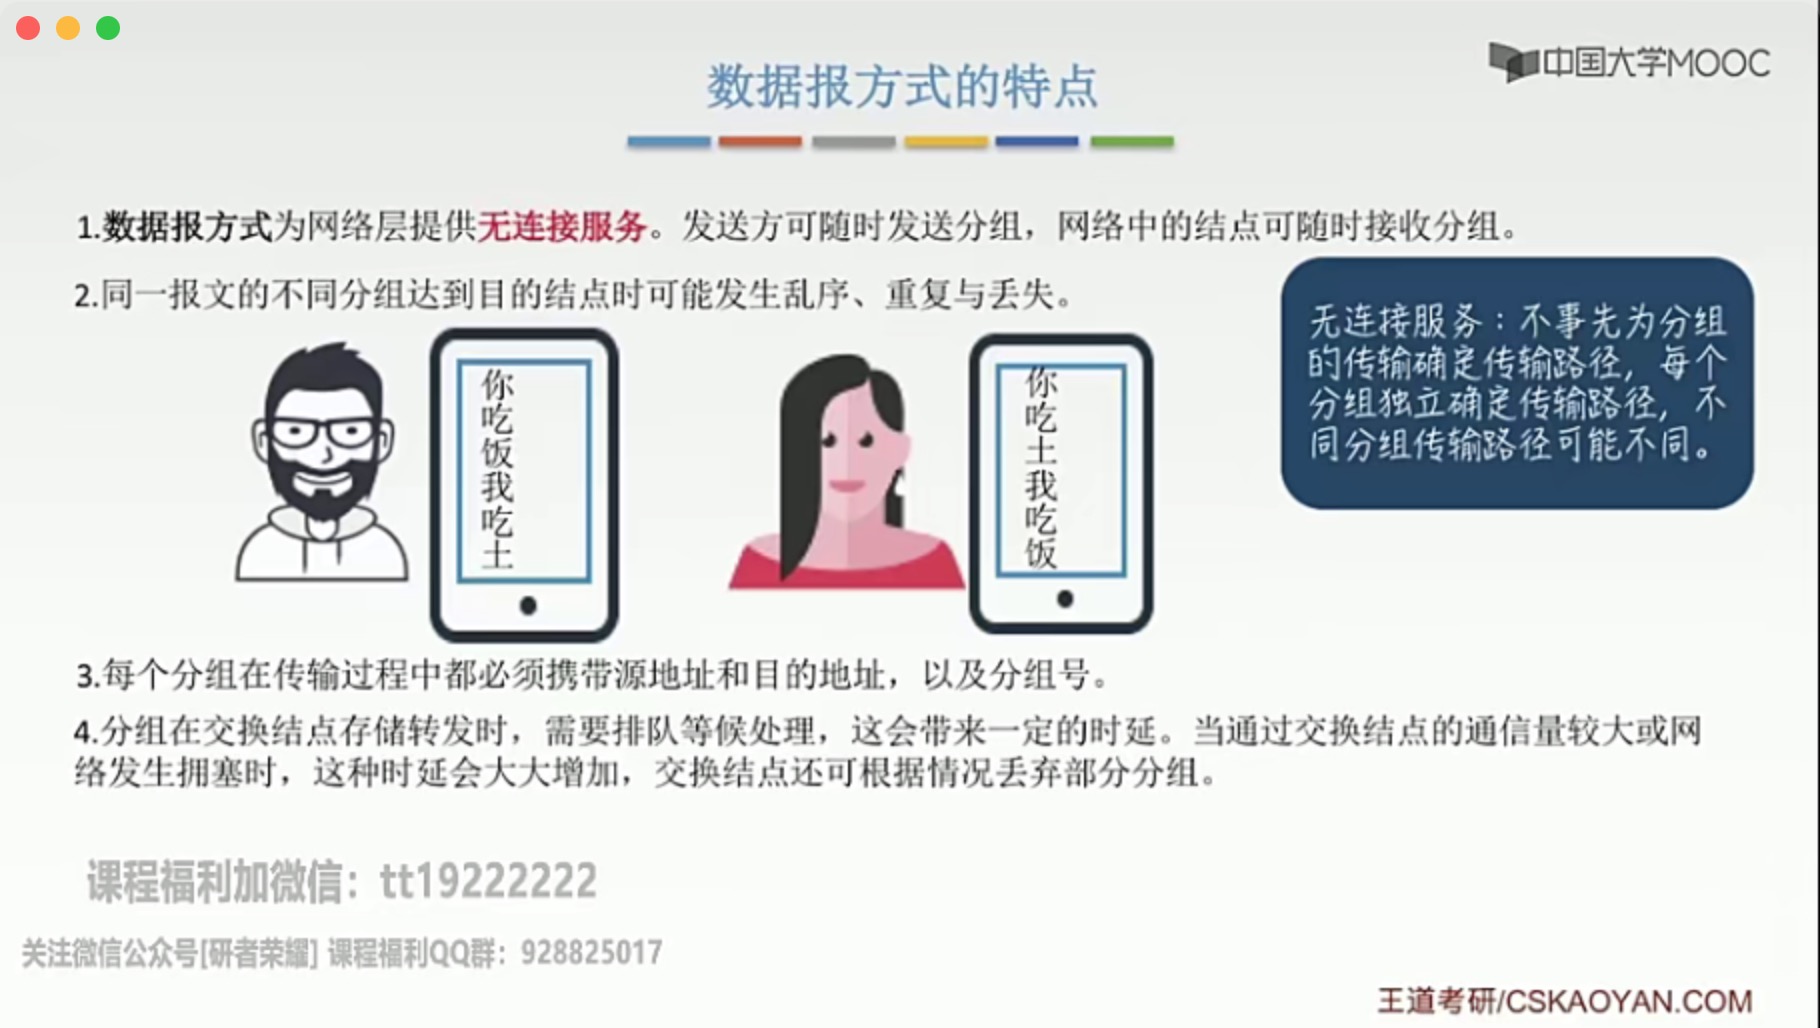 中国大学MOOC
数据报方式的特点
1.数据报方式为网络层提供无连接服务。发送方可随时发送分组，网络中的结点可随时接收分组。
2.同一报文的不同分组达到目的结点时可能发生乱序、重复与丢失。
无连接服务：不事先为分组
的传输确定传输路径，每个
分组独立确定传输路径，不
同分组传输路径可能不同。
你
吃
饭
我
吃
土
你
吃
土
我
吃
饭
3.每个分组在传输过程中都必须携带源地址和目的地址，以及分组号。
4.分组在交换结点存储转发时，需要排队等候处理，这会带来一定的时延。当通过交换结点的通信量较大或网
络发生拥塞时，这种时延会大大增加，交换结点还可根据情况丢弃部分分组。
课程福利加微信：tt19222222
关注微信公众号[研者荣耀] 课程福利QQ群：928825017
王道考研/CSKAOYAN.COM